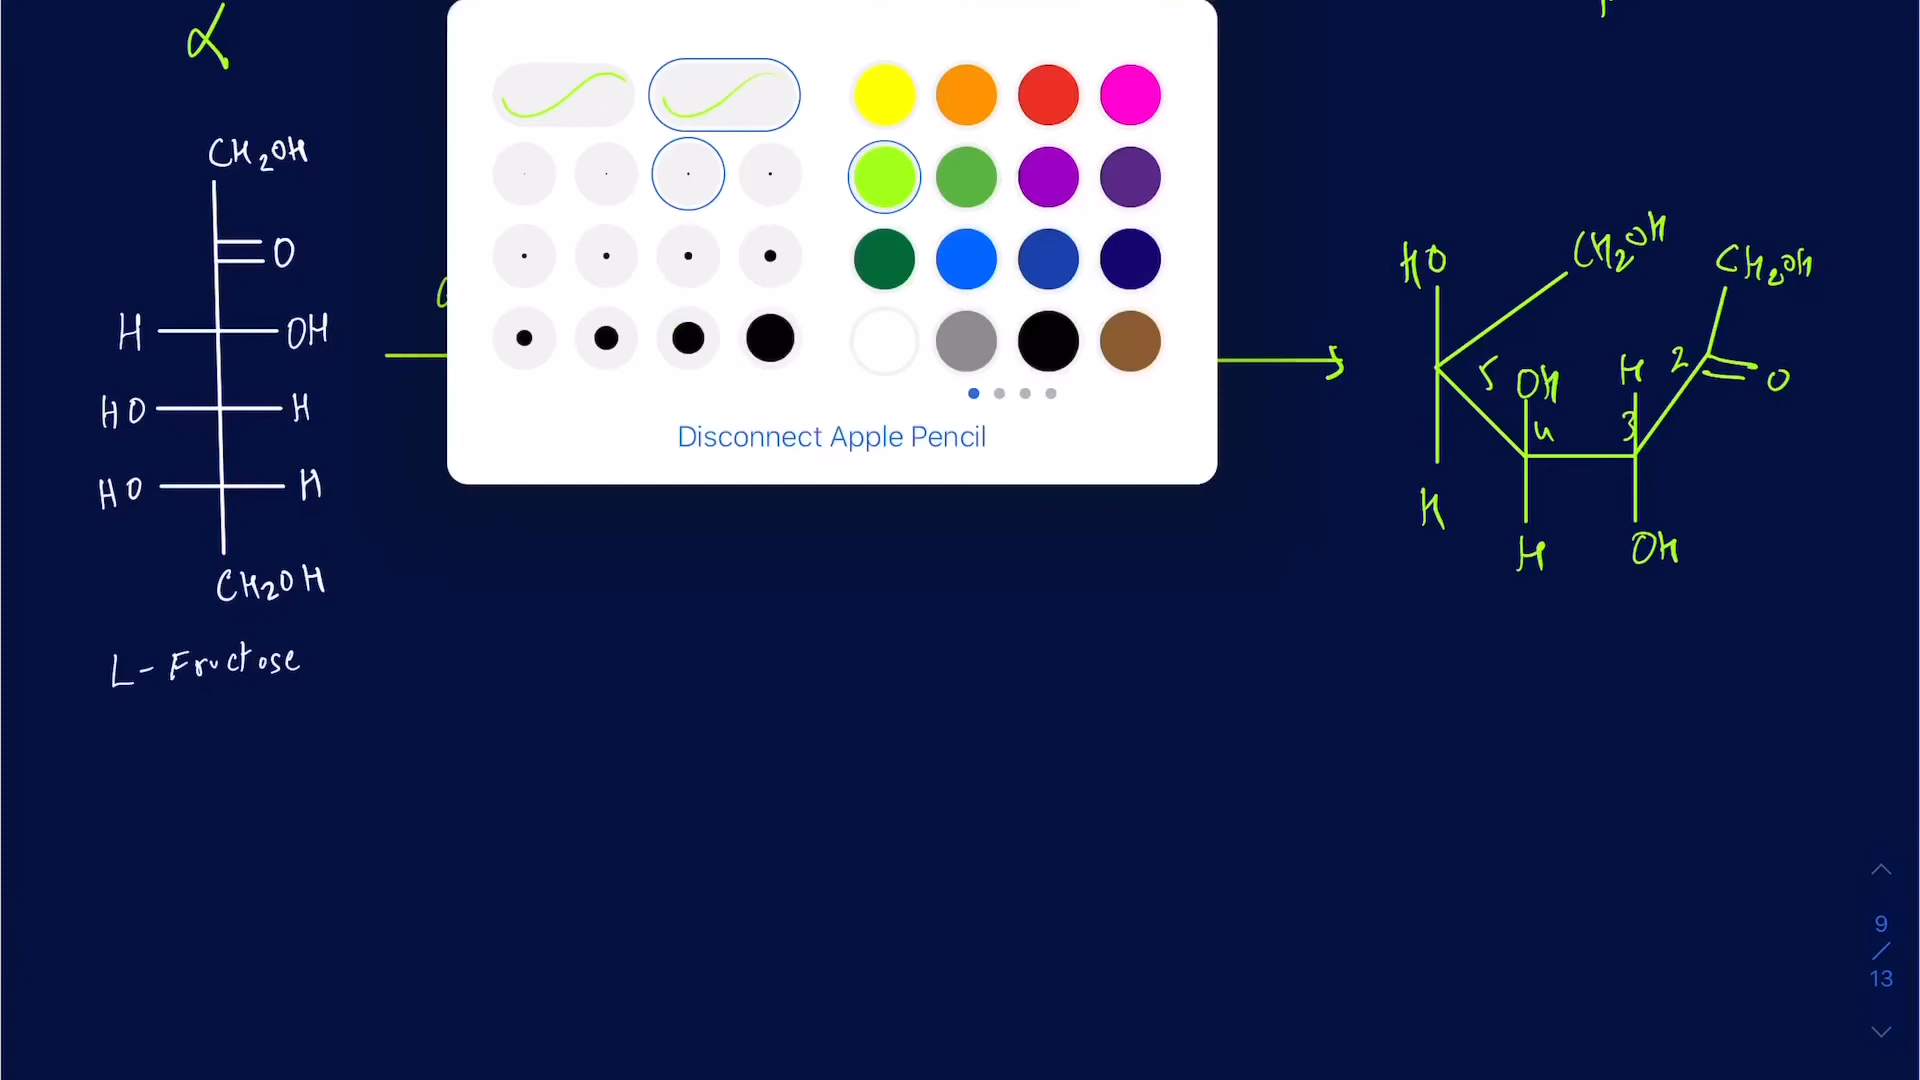 α
CH2OH
O
H OH
HO H
HO H
CH2OH
L- Fructose
Disconnect Apple Pencil
HO CH2OH CH2OH
5 OH H 2 O
4 3
H H OH
9
/
13